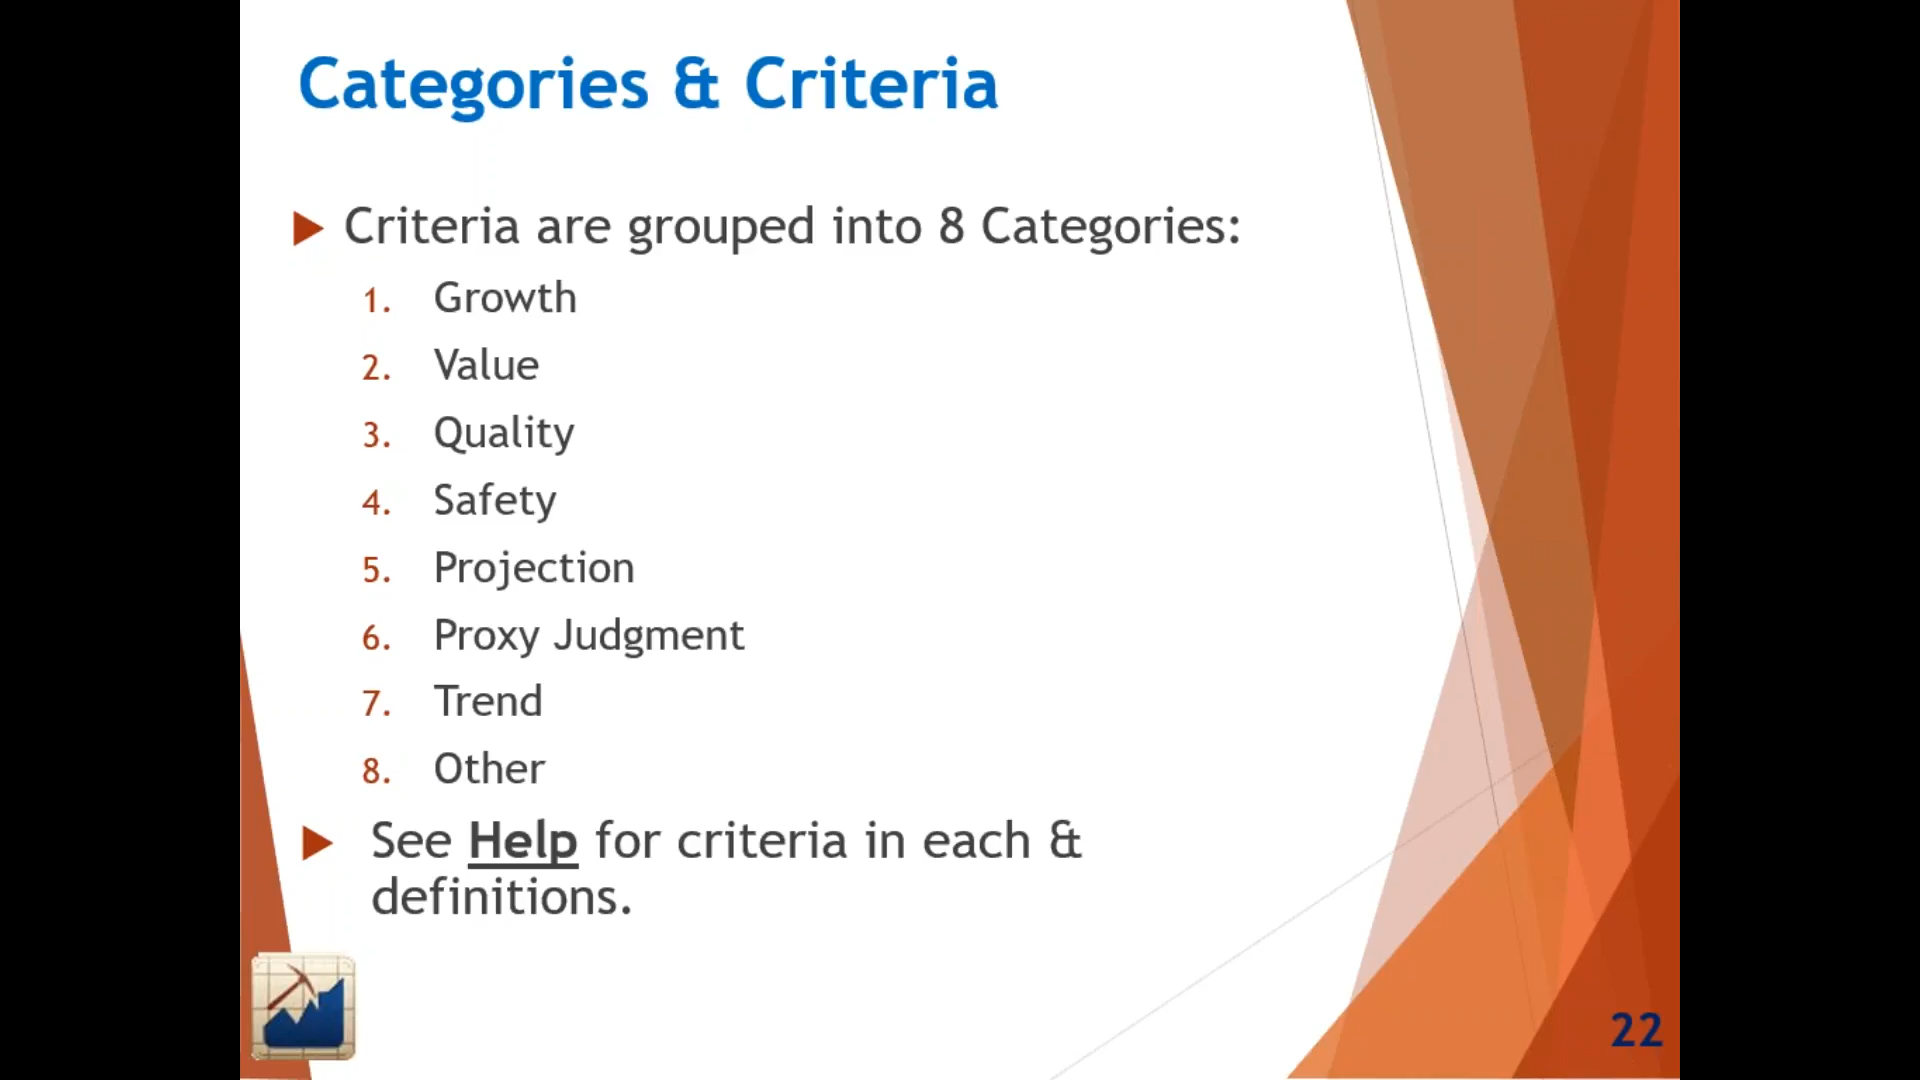 Categories & Criteria
Criteria are grouped into 8 Categories:
1. Growth
2. Value
3. Quality
4. Safety
5. Projection
6. Proxy Judgment
7. Trend
8. Other
See Help for criteria in each &
definitions.
22